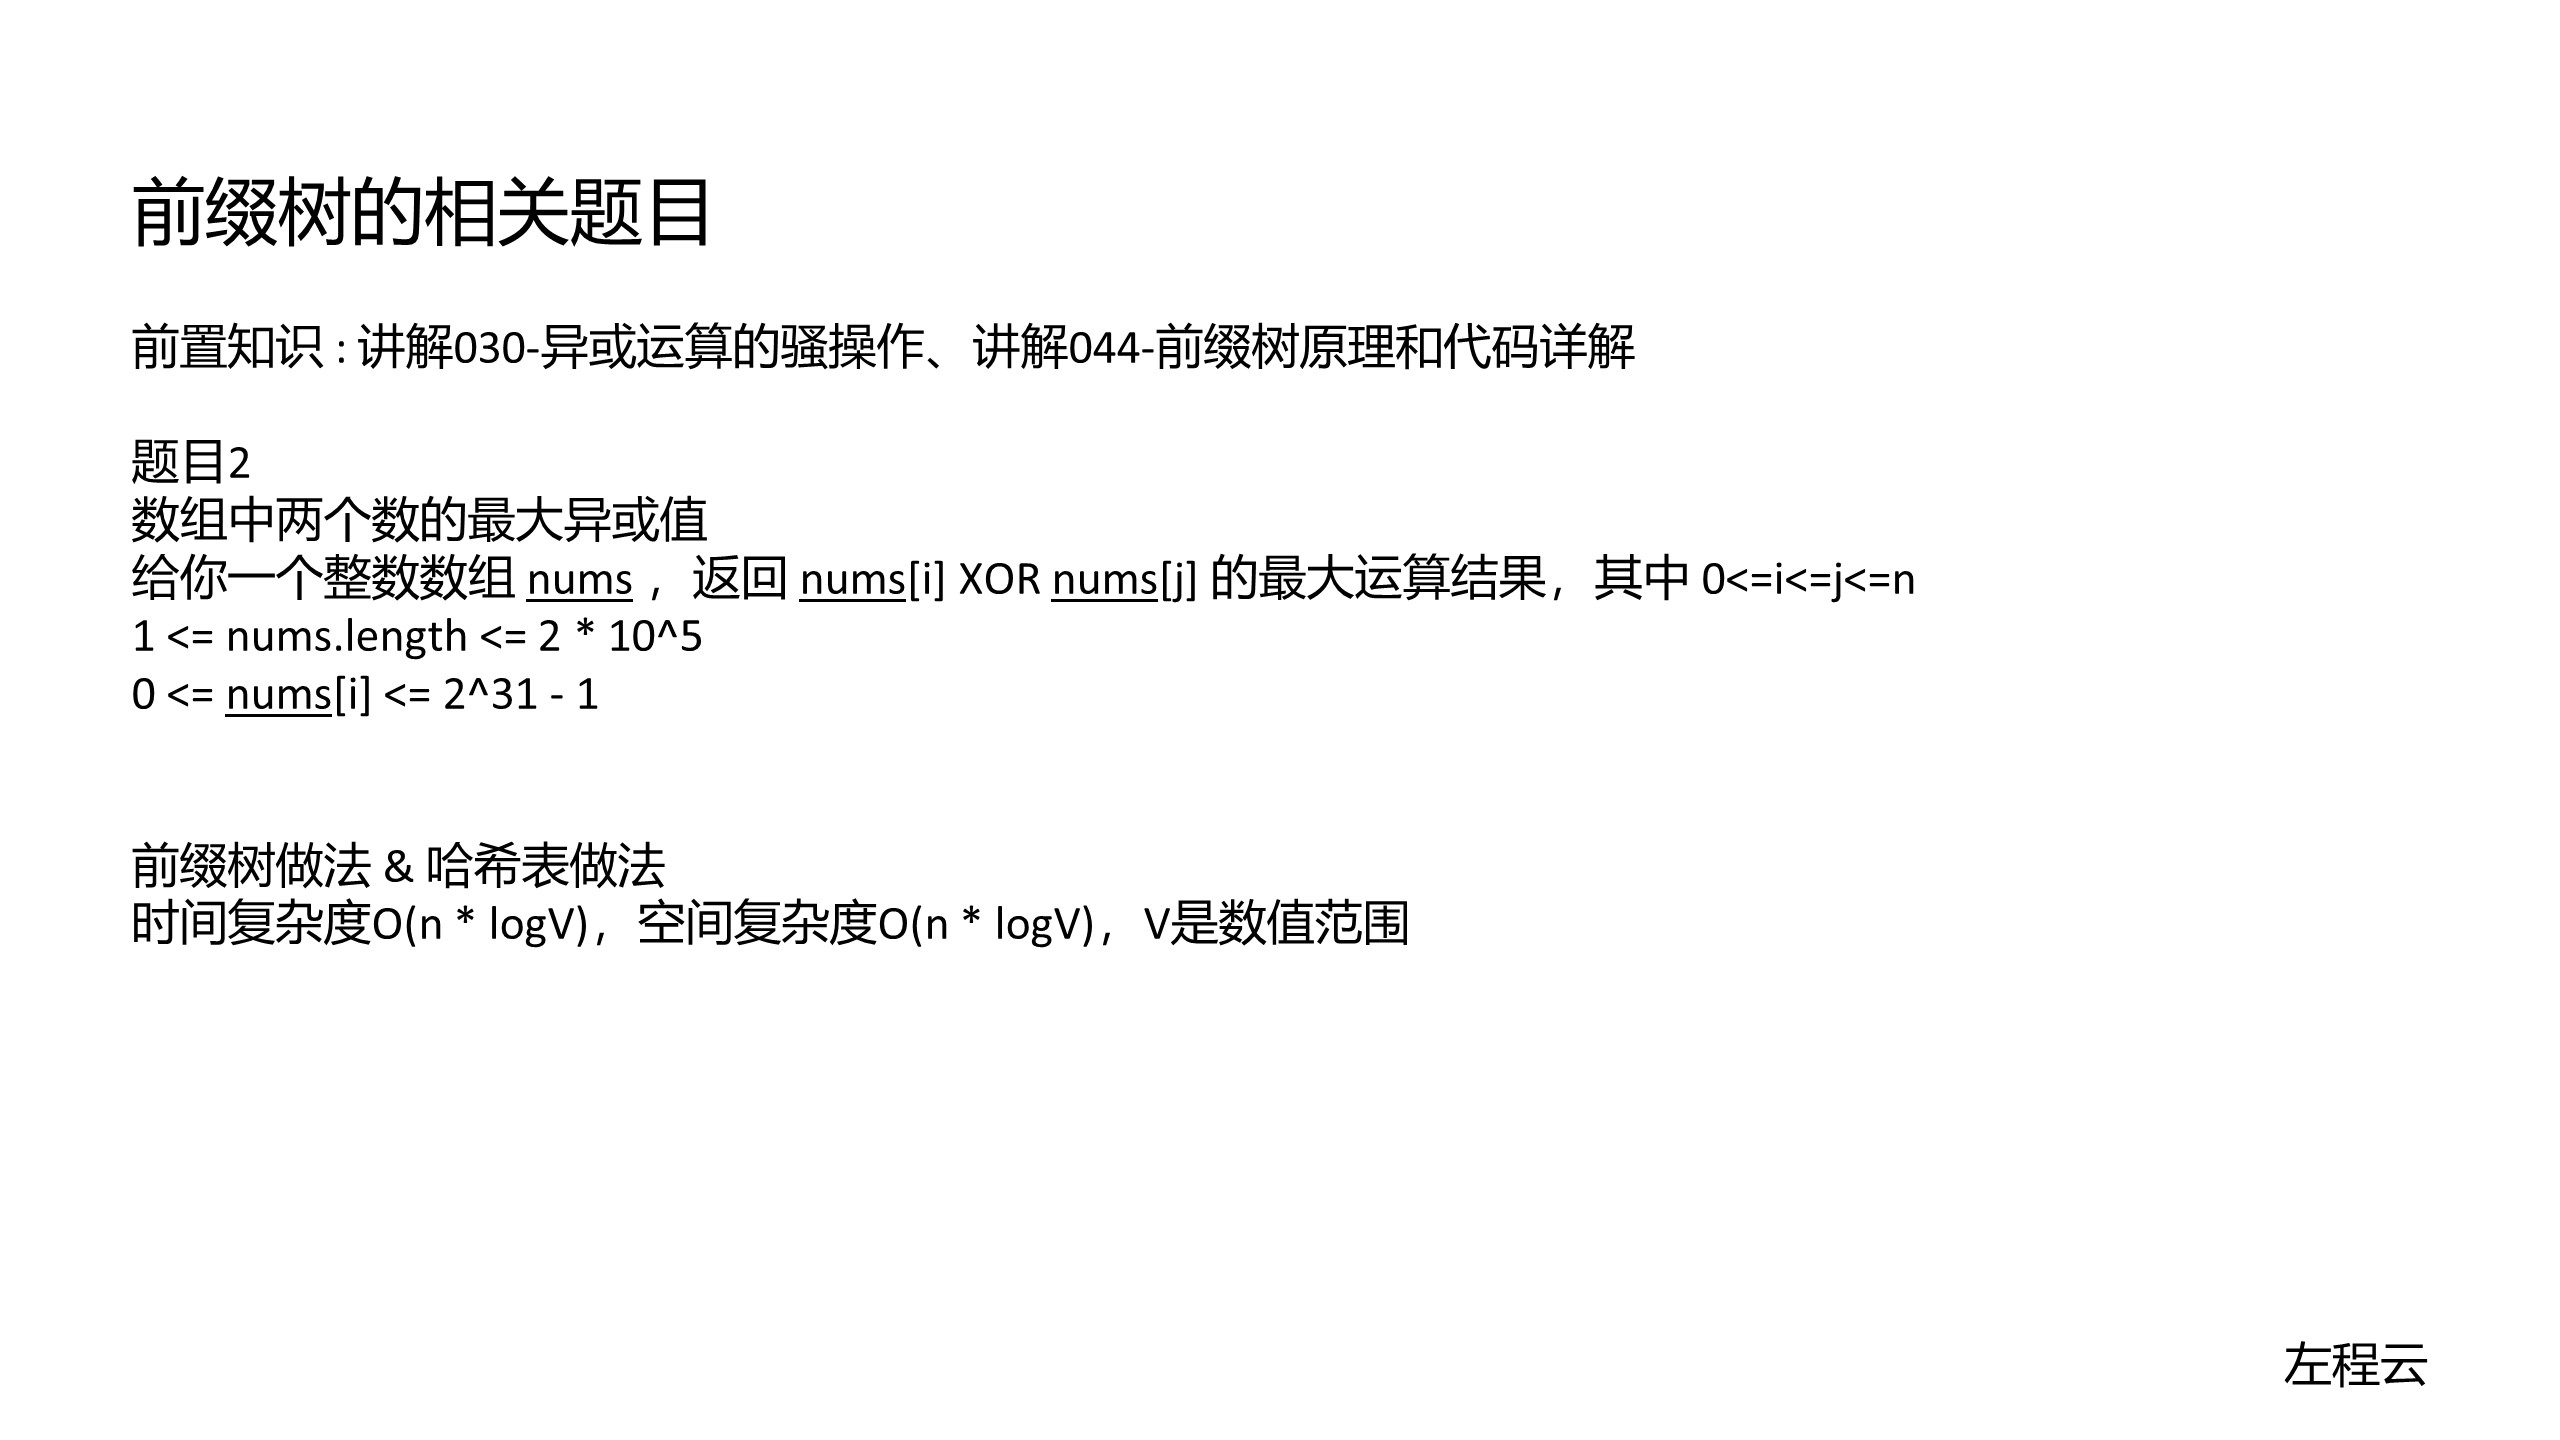 前缀树的相关题目
前置知识 : 讲解030-异或运算的骚操作、讲解044-前缀树原理和代码详解
题目2
数组中两个数的最大异或值
给你一个整数数组 nums ，返回 nums[i] XOR nums[j] 的最大运算结果，其中 0<=i<=j<=n
1 <= nums.length <= 2 * 10^5
0 <= nums[i] <= 2^31 - 1
前缀树做法 & 哈希表做法
时间复杂度O(n * logV)，空间复杂度O(n * logV)，V是数值范围
左程云